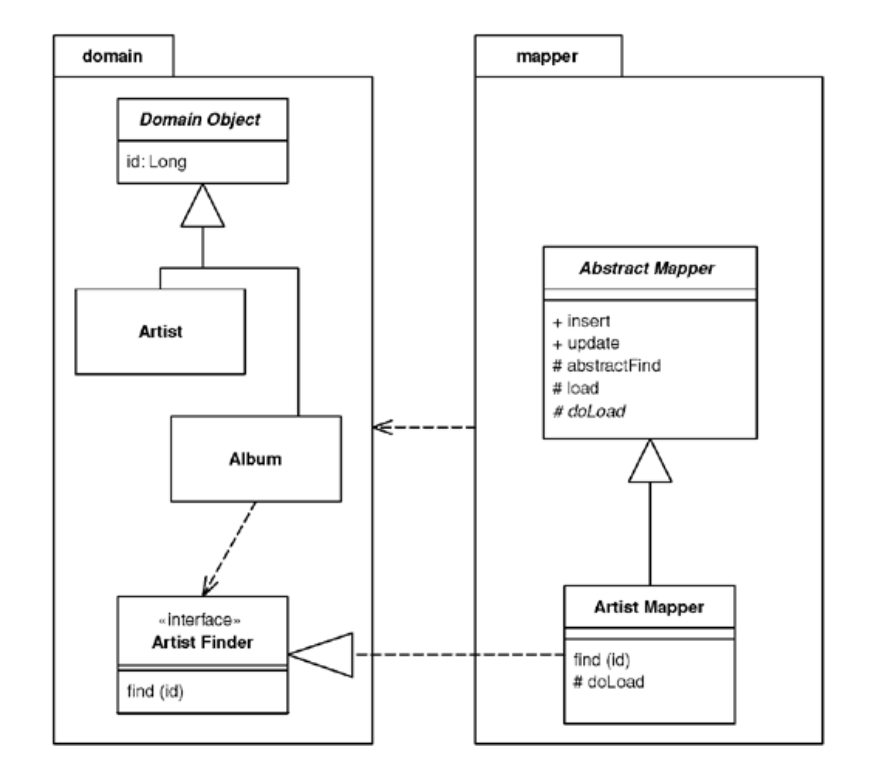 domain
Domain Object
id: Long
Artist
Album
«interface»
Artist Finder
find (id)
mapper
Abstract Mapper
+ insert
+ update
# abstractFind
# load
# doLoad
Artist Mapper
find (id)
# doLoad